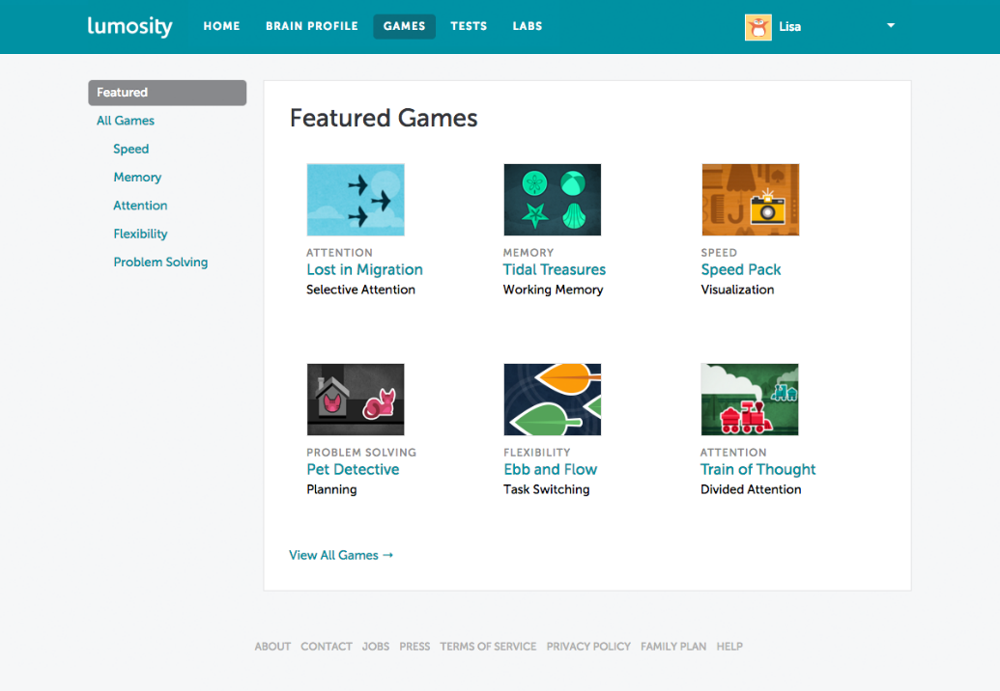 lumosity HOME BRAIN PROFILE GAMES TESTS LABS Lisa
Featured
All Games
Speed
Memory
Attention
Flexibility
Problem Solving
Featured Games
ATTENTION
Lost in Migration
Selective Attention
MEMORY
Tidal Treasures
Working Memory
SPEED
Speed Pack
Visualization
PROBLEM SOLVING
Pet Detective
Planning
FLEXIBILITY
Ebb and Flow
Task Switching
ATTENTION
Train of Thought
Divided Attention
View All Games →
ABOUT CONTACT JOBS PRESS TERMS OF SERVICE PRIVACY POLICY FAMILY PLAN HELP